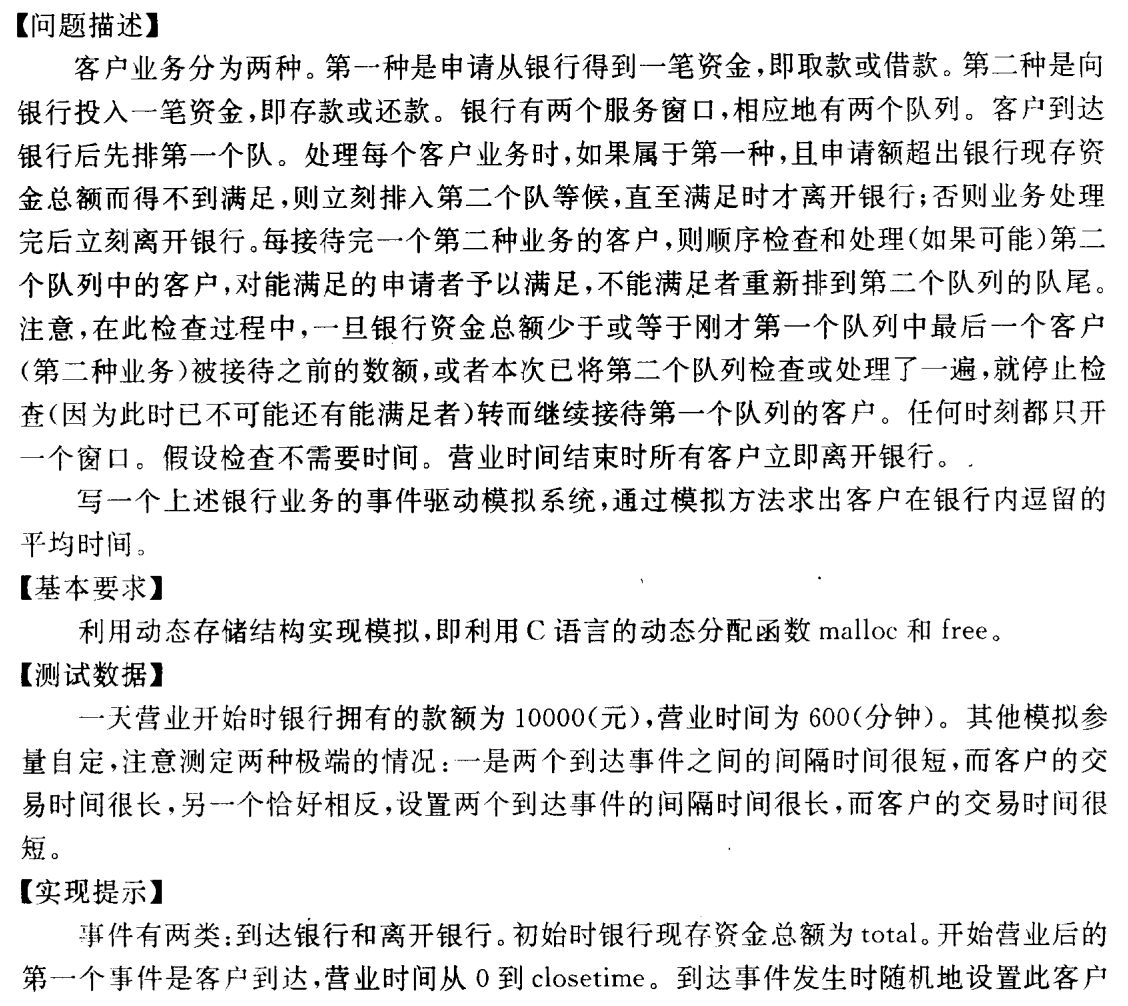 【问题描述】
客户业务分为两种。第一种是申请从银行得到一笔资金,即取款或借款。第二种是向
银行投入一笔资金,即存款或还款。银行有两个服务窗口,相应地有两个队列。客户到达
银行后先排第一个队。处理每个客户业务时,如果属于第一种,且申请额超出银行现存资
金总额而得不到满足,则立刻排入第二个队等候,直至满足时才离开银行;否则业务处理
完后立刻离开银行。每接待完一个第二种业务的客户,则顺序检查和处理(如果可能)第二
个队列中的客户,对能满足的申请者予以满足,不能满足者重新排到第二个队列的队尾。
注意,在此检查过程中,一旦银行资金总额少于或等于刚才第一个队列中最后一个客户
(第二种业务)被接待之前的数额,或者本次已将第二个队列检查或处理了一遍,就停止检
查(因为此时已不可能还有能满足者)转而继续接待第一个队列的客户。任何时刻都只开
一个窗口。假设检查不需要时间。营业时间结束时所有客户立即离开银行。
写一个上述银行业务的事件驱动模拟系统,通过模拟方法求出客户在银行内逗留的
平均时间。
【基本要求】
利用动态存储结构实现模拟,即利用C语言的动态分配函数 malloc 和 free。
【测试数据】
一天营业开始时银行拥有的款额为 10000(元),营业时间为 600(分钟)。其他模拟参
量自定,注意测定两种极端的情况:一是两个到达事件之间的间隔时间很短,而客户的交
易时间很长,另一个恰好相反,设置两个到达事件的间隔时间很长,而客户的交易时间很
短。
【实现提示】
事件有两类:到达银行和离开银行。初始时银行现存资金总额为 total。开始营业后的
第一个事件是客户到达,营业时间从 0 到 closetime。到达事件发生时随机地设置此客户